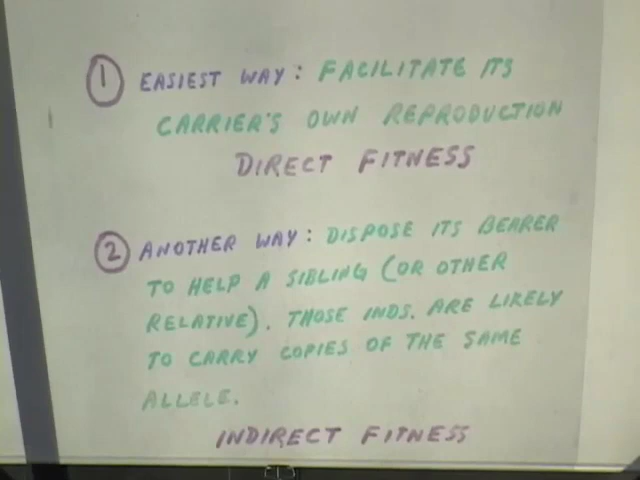 ① EASIEST WAY: FACILITATE ITS
CARRIER'S OWN REPRODUCTION
DIRECT FITNESS
② ANOTHER WAY: DISPOSE ITS BEARER
TO HELP A SIBLING (OR OTHER
RELATIVE). THOSE INDS. ARE LIKELY
TO CARRY COPIES OF THE SAME
ALLELE.
INDIRECT FITNESS